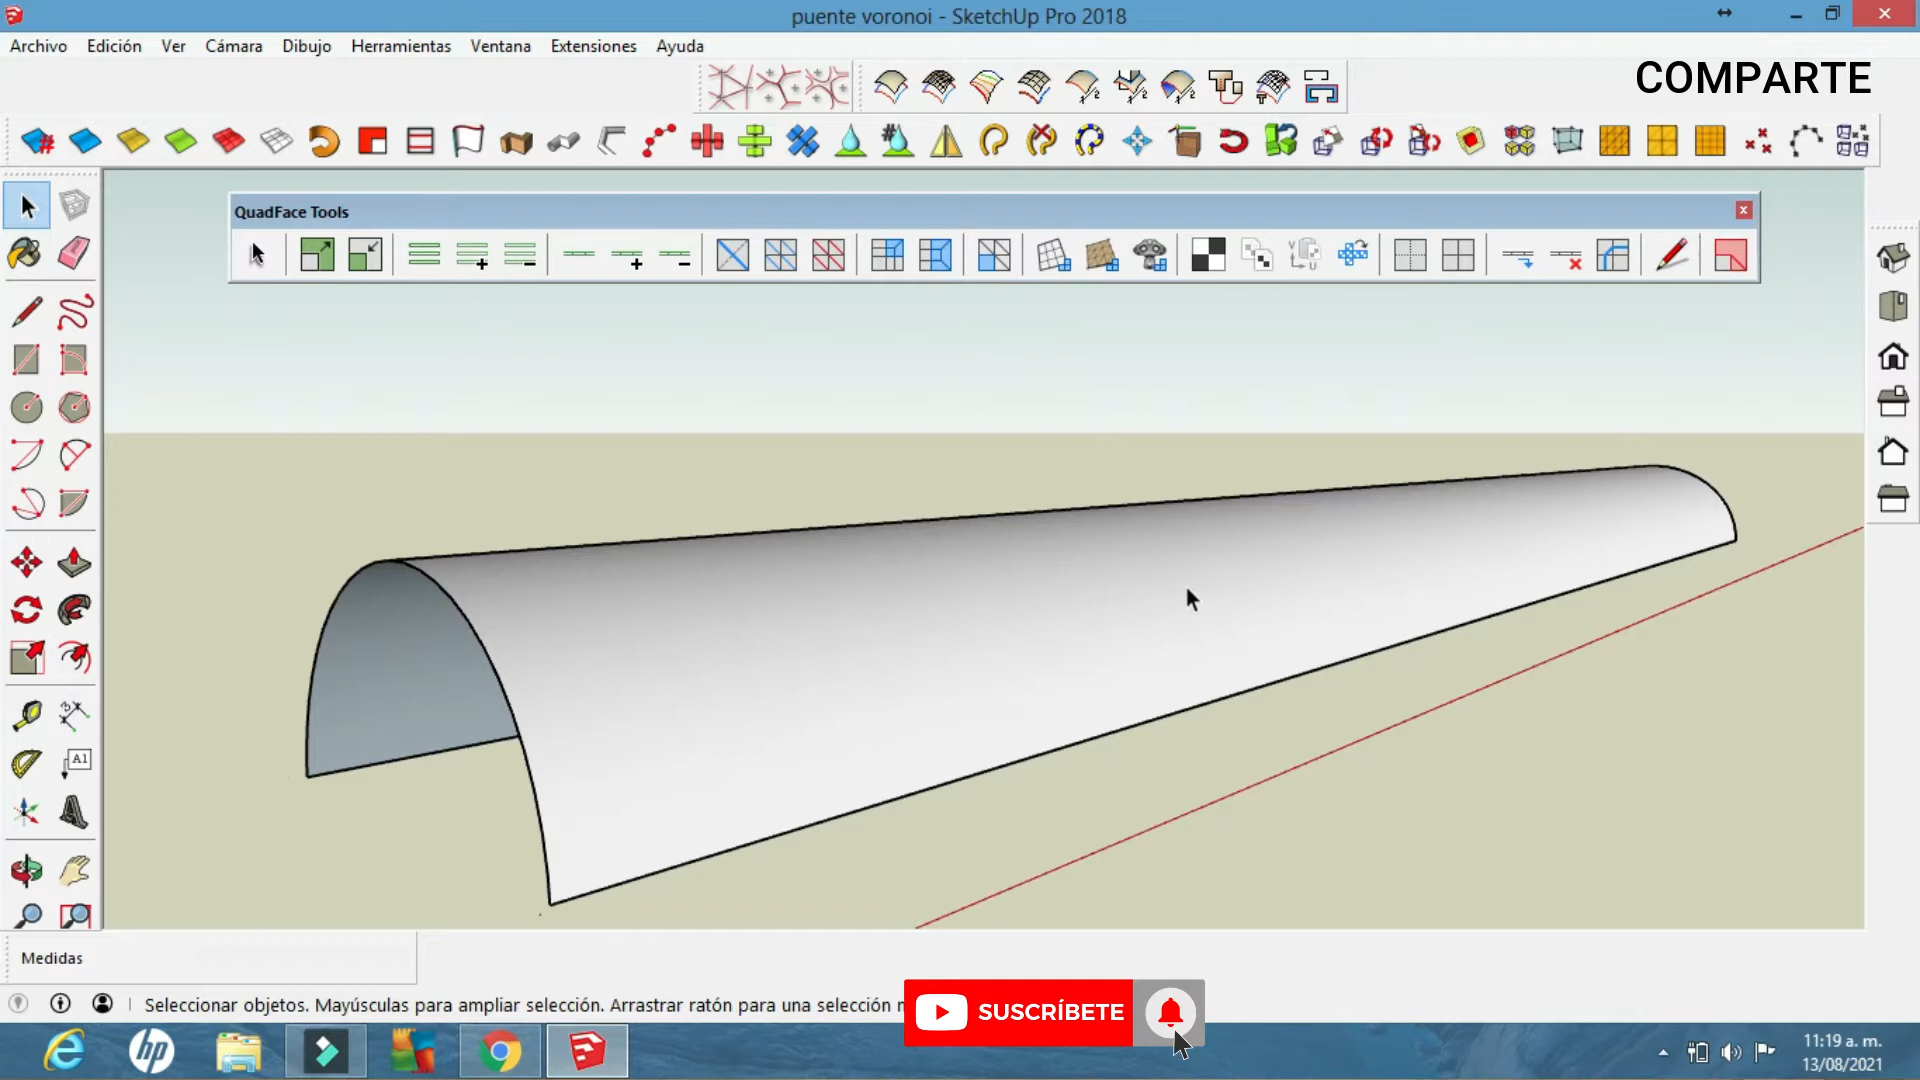 puente voronoi - SketchUp Pro 2018
Archivo Edición Ver Cámara Dibujo Herramientas Ventana Extensiones Ayuda
COMPARTE
QuadFace Tools
Medidas
Seleccionar objetos. Mayúsculas para ampliar selección. Arrastrar ratón para una selección
SUSCRÍBETE
11:19 a. m.
13/08/2021